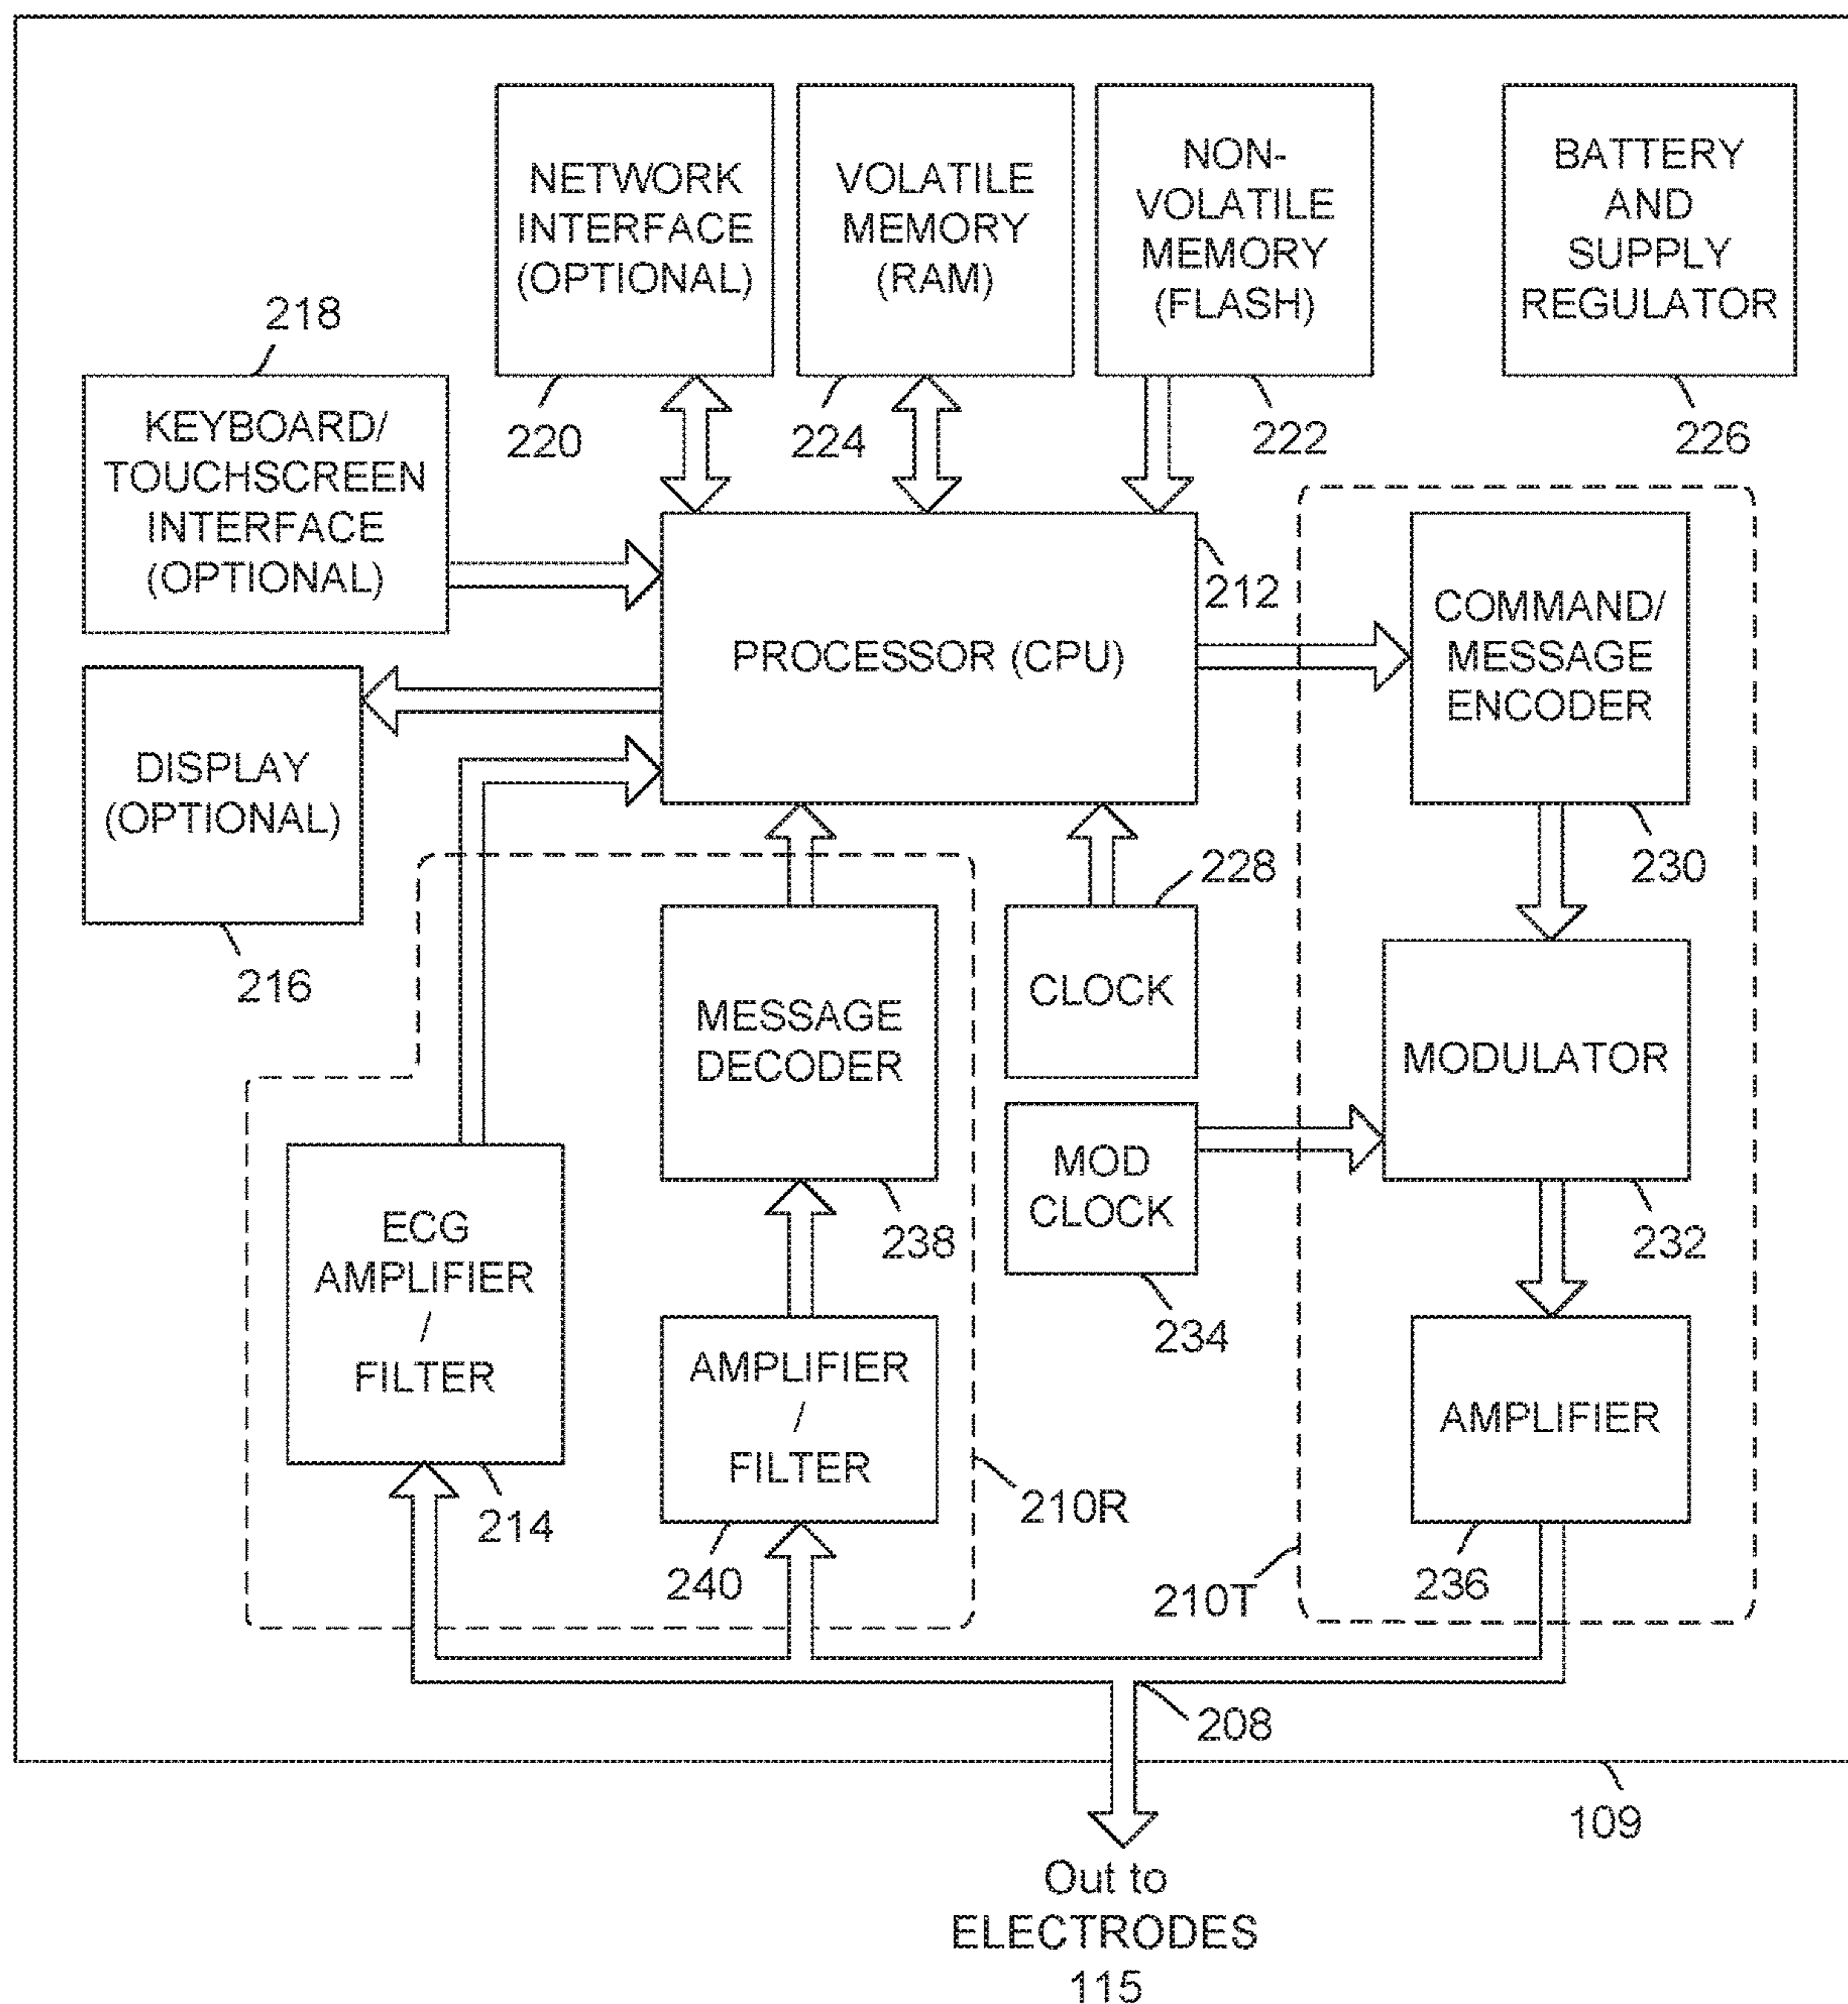 NETWORK
INTERFACE
(OPTIONAL)
220
VOLATILE
MEMORY
(RAM)
224
NON-
VOLATILE
MEMORY
(FLASH)
222
BATTERY
AND
SUPPLY
REGULATOR
226
218
KEYBOARD/
TOUCHSCREEN
INTERFACE
(OPTIONAL)
PROCESSOR (CPU)
212
COMMAND/
MESSAGE
ENCODER
230
DISPLAY
(OPTIONAL)
216
MESSAGE
DECODER
238
228
CLOCK
MOD
CLOCK
234
MODULATOR
232
ECG
AMPLIFIER
/
FILTER
214
AMPLIFIER
/
FILTER
240
210R
AMPLIFIER
236
210T
208
109
Out to
ELECTRODES
115